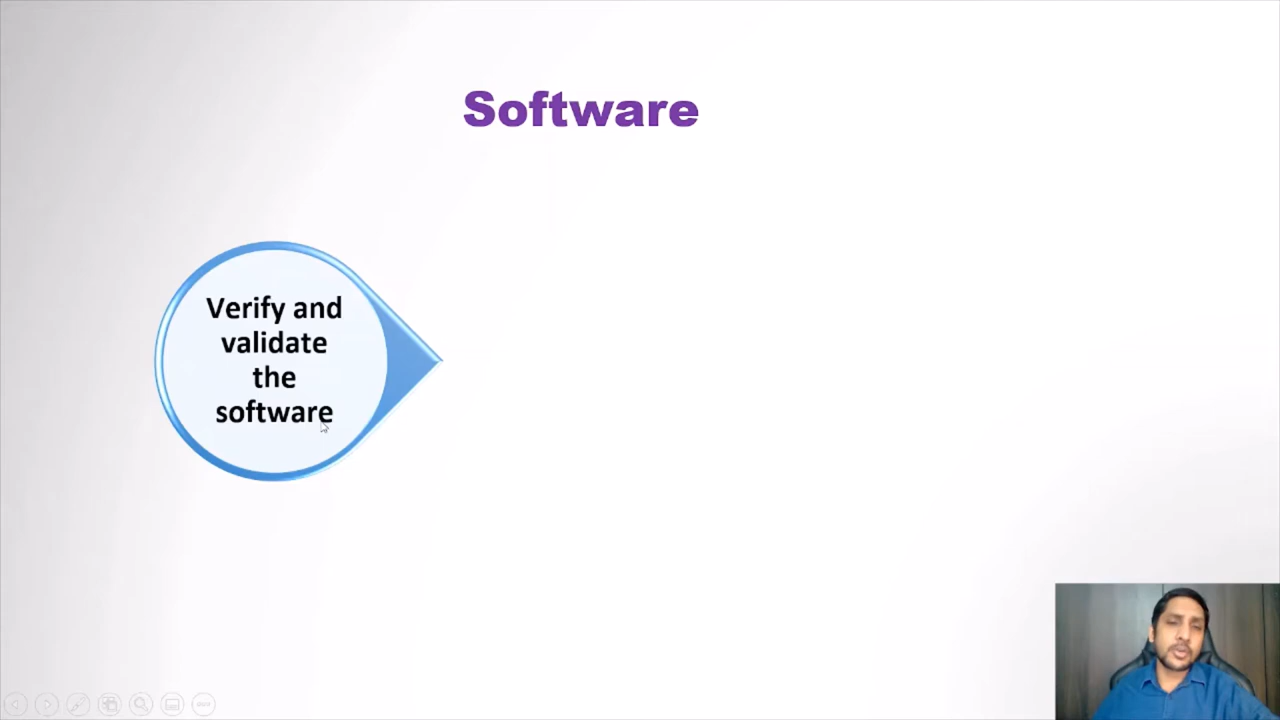 Software
Verify and
validate
the
software